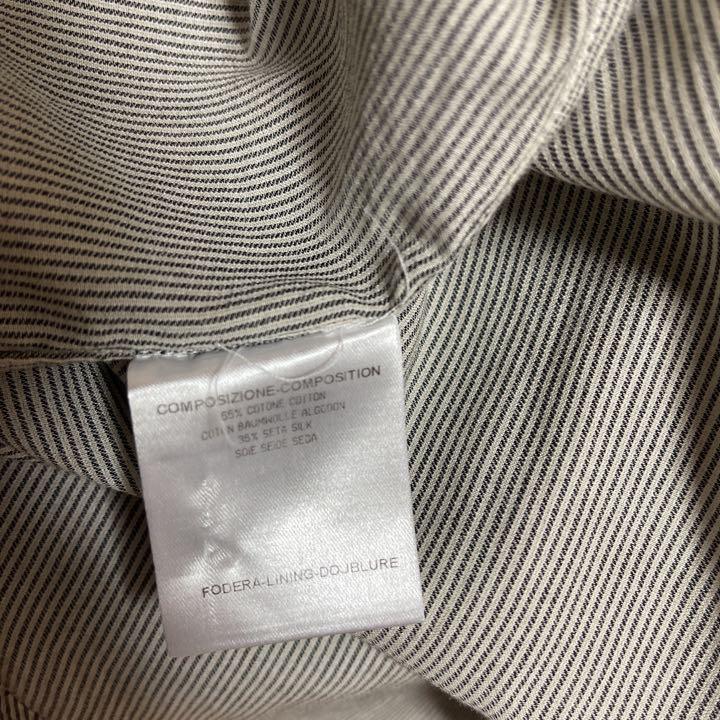 COMPOSIZIONE-COMPOSITION
65% COTONE COTTON
COTON BAUMWOLLE ALGODON
35% SETA SILK
SOIE SEIDE SEDA
FODERA-LINING-DOUBLURE